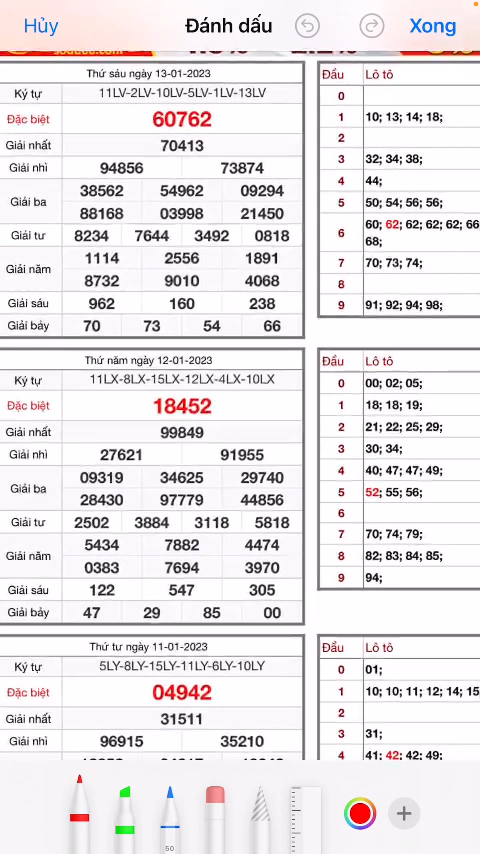 Hủy
Đánh dấu
Xong
Thứ sáu ngày 13-01-2023
Ký tự 11LV-2LV-10LV-5LV-1LV-13LV
Đặc biệt 60762
Giải nhất 70413
Giải nhì 94856 73874
Giải ba 38562 54962 09294
88168 03998 21450
Giải tư 8234 7644 3492 0818
Giải năm 1114 2556 1891
8732 9010 4068
Giải sáu 962 160 238
Giải bảy 70 73 54 66
Đầu Lô tô
0
1 10; 13; 14; 18;
2
3 32; 34; 38;
4 44;
5 50; 54; 56; 56;
6 60; 62; 62; 62; 62; 66
68;
7 70; 73; 74;
8
9 91; 92; 94; 98;
Thứ năm ngày 12-01-2023
Ký tự 11LX-8LX-15LX-12LX-4LX-10LX
Đặc biệt 18452
Giải nhất 99849
Giải nhì 27621 91955
Giải ba 09319 34625 29740
28430 97779 44856
Giải tư 2502 3884 3118 5818
Giải năm 5434 7882 4474
0383 7694 3970
Giải sáu 122 547 305
Giải bảy 47 29 85 00
Đầu Lô tô
0 00; 02; 05;
1 18; 18; 19;
2 21; 22; 25; 29;
3 30; 34;
4 40; 47; 47; 49;
5 52; 55; 56;
6
7 70; 74; 79;
8 82; 83; 84; 85;
9 94;
Thứ tư ngày 11-01-2023
Ký tự 5LY-8LY-15LY-11LY-6LY-10LY
Đặc biệt 04942
Giải nhất 31511
Giải nhì 96915 35210
Đầu Lô tô
0 01;
1 10; 10; 11; 12; 14; 15
2
3 31;
4 41; 42; 42; 49;
50